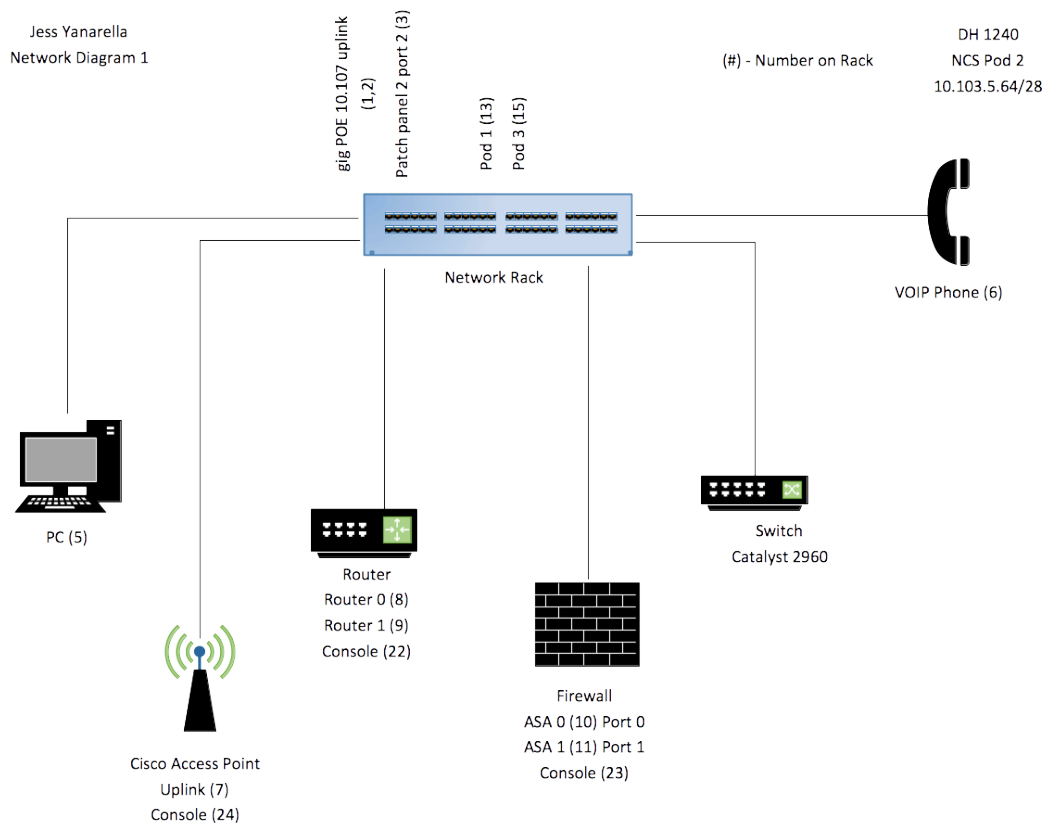 Jess Yanarella
Network Diagram 1
gig POE 10.107 uplink
(1,2)
Patch panel 2 port 2 (3)
Pod 1 (13)
Pod 3 (15)
(#) - Number on Rack
DH 1240
NCS Pod 2
10.103.5.64/28
Network Rack
VOIP Phone (6)
PC (5)
Router
Router 0 (8)
Router 1 (9)
Console (22)
Switch
Catalyst 2960
Firewall
ASA 0 (10) Port 0
ASA 1 (11) Port 1
Console (23)
Cisco Access Point
Uplink (7)
Console (24)